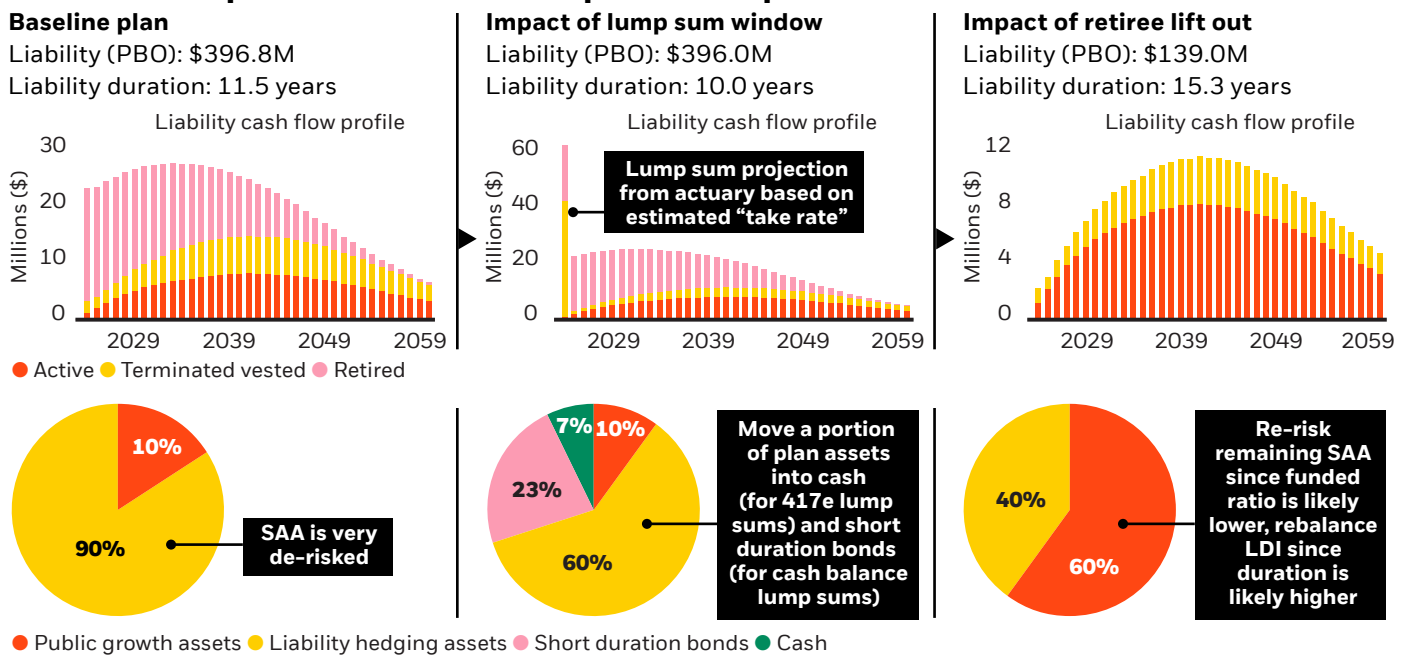 Baseline plan
Liability (PBO): $396.8M
Liability duration: 11.5 years
Liability cash flow profile
30
20
10
0
Millions ($)
2029 2039 2049 2059
Active Terminated vested Retired
Impact of lump sum window
Liability (PBO): $396.0M
Liability duration: 10.0 years
Liability cash flow profile
60
40
20
0
Millions ($)
Lump sum projection
from actuary based on
estimated “take rate”
2029 2039 2049 2059
Impact of retiree lift out
Liability (PBO): $139.0M
Liability duration: 15.3 years
Liability cash flow profile
12
8
4
0
Millions ($)
2029 2039 2049 2059
10%
90%
SAA is very
de-risked
7% 10%
23%
60%
Move a portion
of plan assets
into cash
(for 417e lump
sums) and short
duration bonds
(for cash balance
lump sums)
40%
60%
Re-risk
remaining SAA
since funded
ratio is likely
lower, rebalance
LDI since
duration is
likely higher
Public growth assets Liability hedging assets Short duration bonds Cash